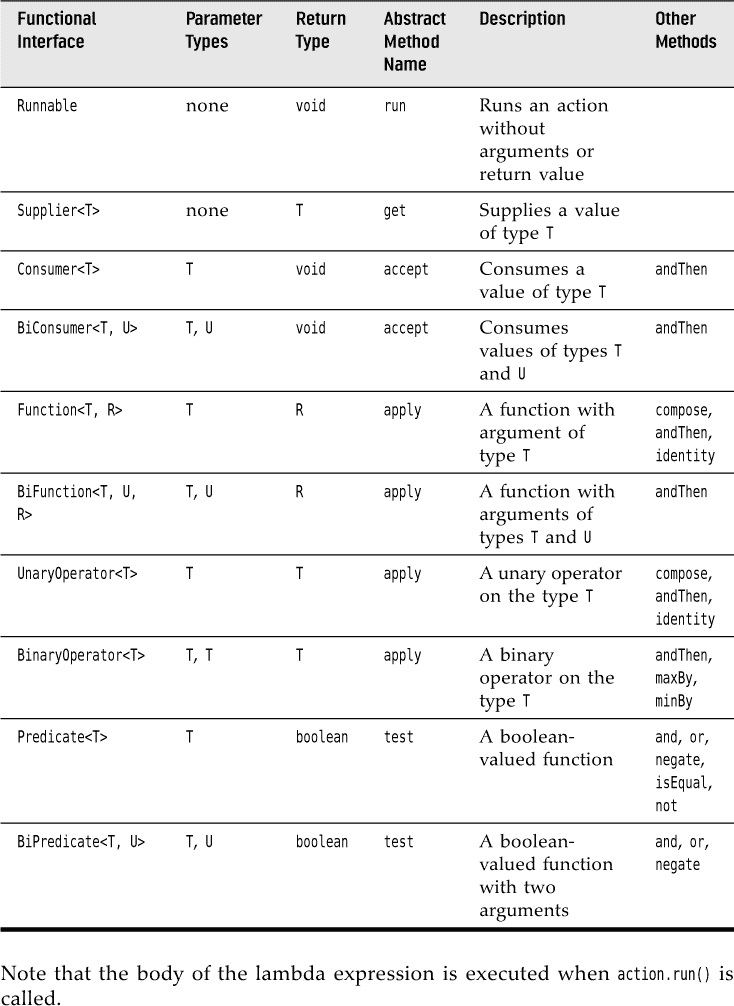 Functional Interface Parameter Types Return Type Abstract Method Name Description Other Methods
Runnable none void run Runs an action without arguments or return value
Supplier<T> none T get Supplies a value of type T
Consumer<T> T void accept Consumes a value of type T andThen
BiConsumer<T, U> T, U void accept Consumes values of types T and U andThen
Function<T, R> T R apply A function with argument of type T compose, andThen, identity
BiFunction<T, U, R> T, U R apply A function with arguments of types T and U andThen
UnaryOperator<T> T T apply A unary operator on the type T compose, andThen, identity
BinaryOperator<T> T, T T apply A binary operator on the type T andThen, maxBy, minBy
Predicate<T> T boolean test A boolean-valued function and, or, negate, isEqual, not
BiPredicate<T, U> T, U boolean test A boolean-valued function with two arguments and, or, negate
Note that the body of the lambda expression is executed when action.run() is
called.